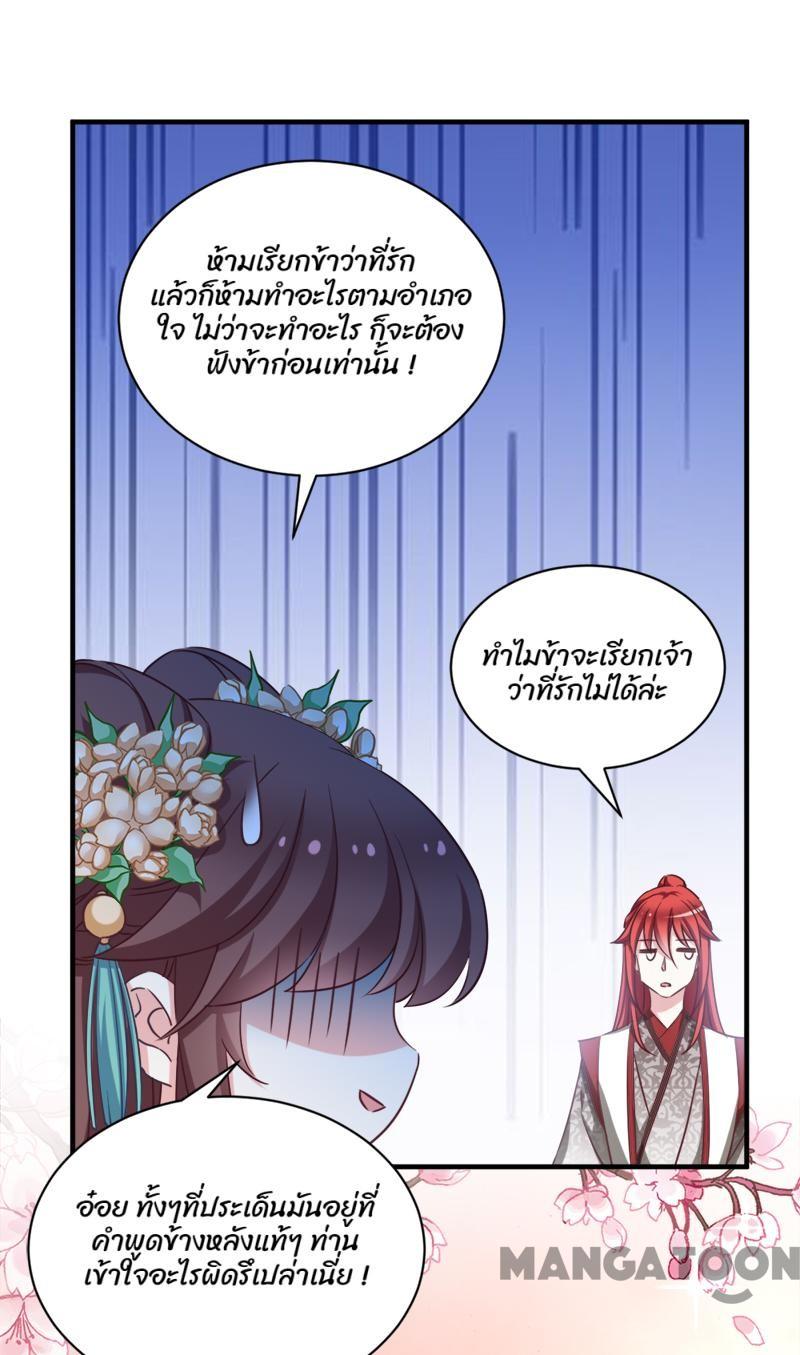 ห้ามเรียกข้าว่าที่รัก
แล้วก็ห้ามทำอะไรตามอำเภอ
ใจ ไม่ว่าจะทำอะไร ก็จะต้อง
ฟังข้าก่อนเท่านั้น !
ทำไมข้าจะเรียกเจ้า
ว่าที่รักไม่ได้ล่ะ
อ๋อย ทั้งๆที่ประเด็นมันอยู่ที่
คำพูดข้างหลังแท้ๆ ท่าน
เข้าใจอะไรผิดรึเปล่าเนี่ย !
MANGATOON